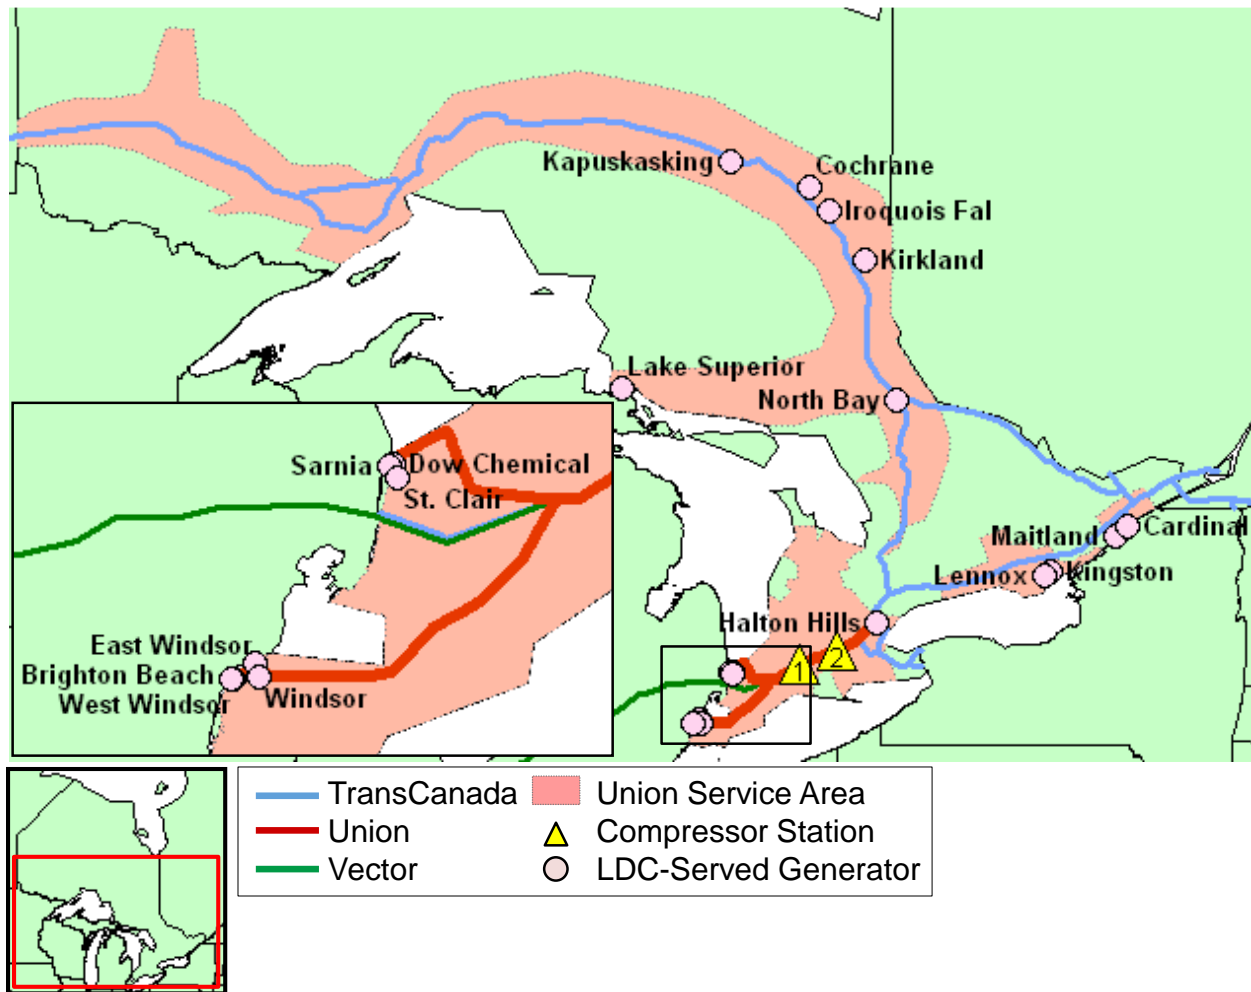 Kapuskasking
Cochrane
Iroquois Fal
Kirkland
Lake Superior
North Bay
Sarnia
Dow Chemical
St. Clair
Maitland
Cardinal
Lennox
Kingston
Halton Hills
1
2
East Windsor
Brighton Beach
West Windsor
Windsor
TransCanada
Union Service Area
Union
Compressor Station
Vector
LDC-Served Generator